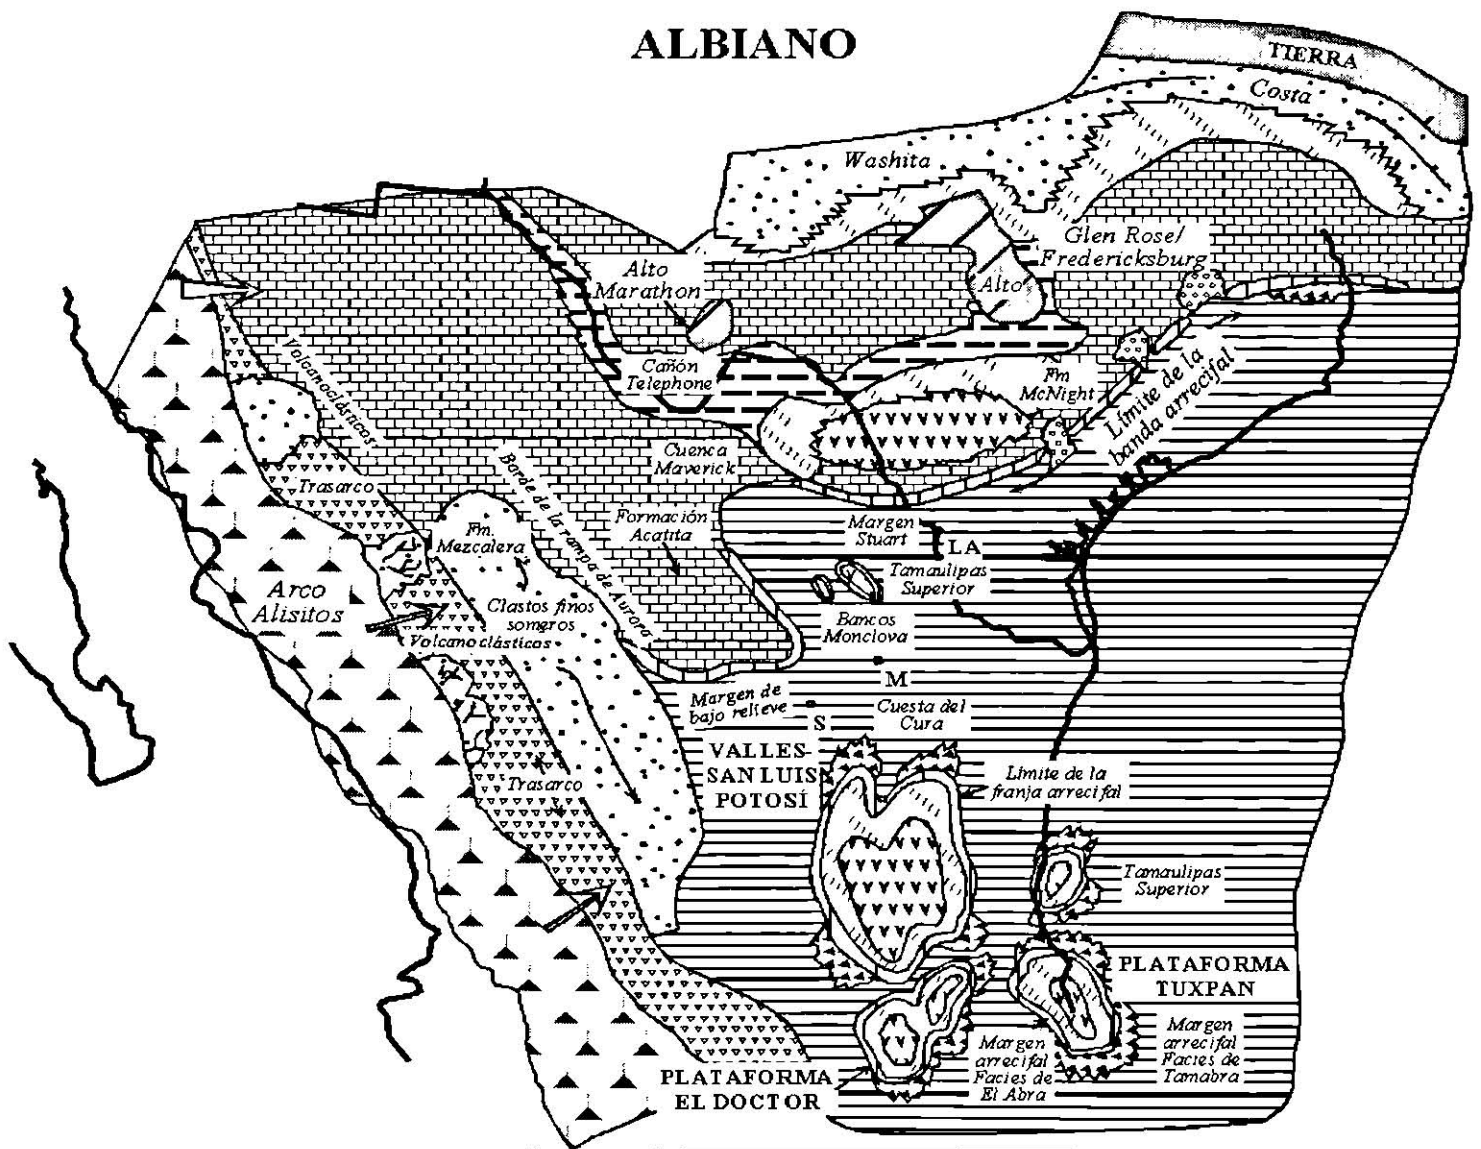 ALBIANO
TIERRA
Costa
Washita
Glen Rose/
Fredericksburg
Alto
Marathon
Alto
Cañón
Telephone
Fm
McNight
Límite de la
banda arrecifal
Volcanoclásticos?
Cuenca
Maverick
Borde de la rampa de Aurora
Trasarco
Formación
Acatita
Margen
Stuart
LA
Fm.
Mezcalera
Tamaulipas
Superior
Arco
Alisitos
Clastos finos
someros
Bancos
Monclova
Volcanoclásticos
M
Margen de
bajo relieve
S
Cuesta del
Cura
VALLES-
SAN LUIS
POTOSÍ
Límite de la
franja arrecifal
Trasarco
Tamaulipas
Superior
PLATAFORMA
TUXPAN
Margen
arrecifal
Facies de
El Abra
Margen
arrecifal
Facies de
Tamabra
PLATAFORMA
EL DOCTOR